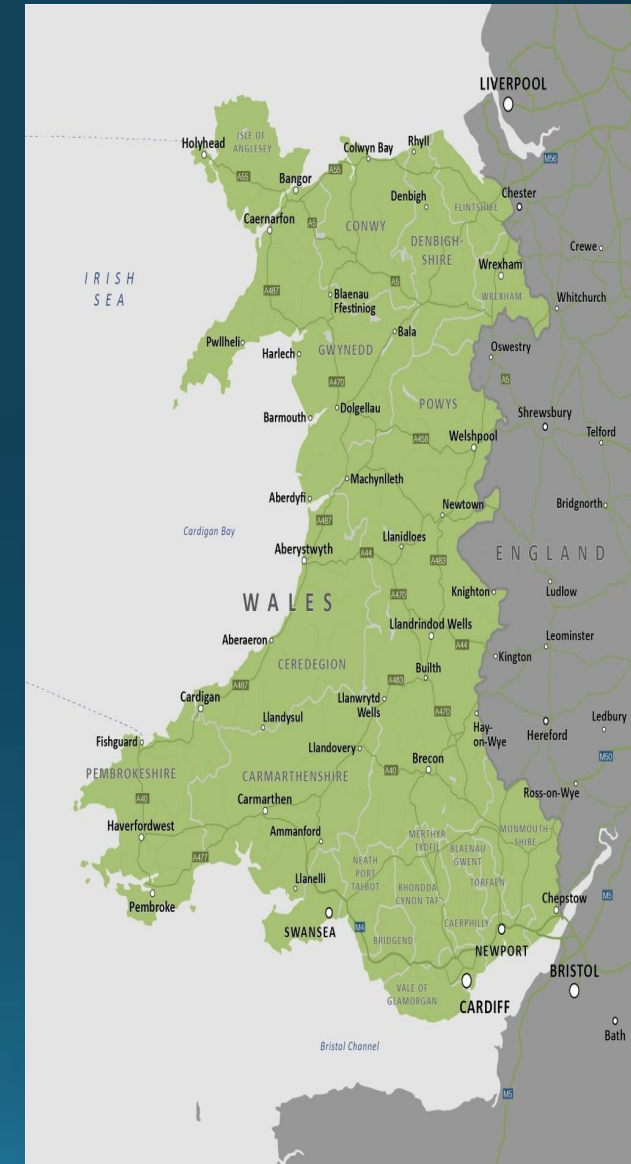 LIVERPOOL
ISLE OF
ANGLESEY
Holyhead
Colwyn Bay
Rhyll
M56
A55
A55
Bangor
Denbigh
FLINTSHIRE
Chester
Caernarfon
A5
CONWY
DENBIGH-
SHIRE
Crewe
Wrexham
IRISH
SEA
A487
A5
Blaenau
Ffestiniog
WREXHAM
Whitchurch
Pwllheli
Harlech
GWYNEDD
Bala
Oswestry
A470
A5
Barmouth
Dolgellau
POWYS
Shrewsbury
A458
Welshpool
Telford
Machynlleth
Aberdyfi
Newtown
Bridgnorth
Cardigan Bay
A487
Llanidloes
Aberystwyth
A44
A483
ENGLAND
WALES
A470
Knighton
Ludlow
Llandrindod Wells
Aberaeron
A44
Leominster
CEREDEGION
Kington
Builth
A487
A483
Cardigan
Llanwrytd
Wells
A470
Llandysul
Hay-
on-Wye
Hereford
Ledbury
Fishguard
Llandovery
Brecon
M50
PEMBROKESHIRE
CARMARTHENSHIRE
A40
Ross-on-Wye
A40
Carmarthen
Haverfordwest
Ammanford
MERTHYR
TYDFIL
MONMOUTH-
SHIRE
BLAENAU
GWENT
A477
NEATH
PORT
TALBOT
Llanelli
RHONDDA
CYNON TAF
TORFAEN
Pembroke
Chepstow
M5
SWANSEA
M4
CAERPHILLY
BRIDGEND
NEWPORT
BRISTOL
VALE OF
GLAMORGAN
CARDIFF
Bath
Bristol Channel
M5